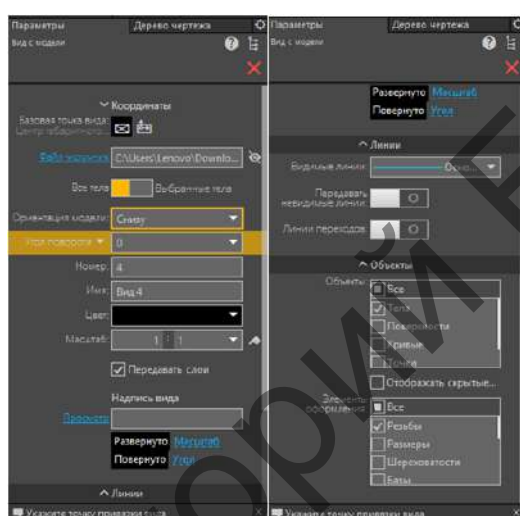 Параметры
Дерево чертежа
Вид с модели
Координаты
Базовая точка вида:
Центр габаритного...
Файл источник
C:\Users\Lenovo\Downlo...
Все тела
Выбранные тела
Ориентация модели:
Снизу
Угол поворота
0
Номер:
4
Имя:
Вид 4
Цвет:
Масштаб:
1 : 1
Передавать слои
Надпись вида
Просмотр
Развернуто Масштаб
Повернуто Угол
Линии
Укажите точку привязки вида
Параметры
Дерево чертежа
Вид с модели
Развернуто Масштаб
Повернуто Угол
Линии
Видимые линии:
Осно...
Передавать
невидимые линии:
Линии переходов:
Объекты
Объекты:
Все
Тела
Поверхности
Кривые
Точки
Отображать скрытые...
Элементы
оформления:
Все
Резьбы
Размеры
Шероховатости
Базы
Укажите точку привязки вида